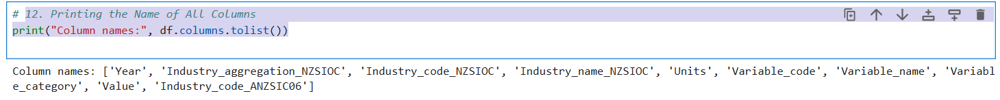 # 12. Printing the Name of All Columns
print("Column names:", df.columns.tolist())
Column names: ['Year', 'Industry_aggregation_NZSIOC', 'Industry_code_NZSIOC', 'Industry_name_NZSIOC', 'Units', 'Variable_code', 'Variable_name', 'Variabl
e_category', 'Value', 'Industry_code_ANZSIC06']